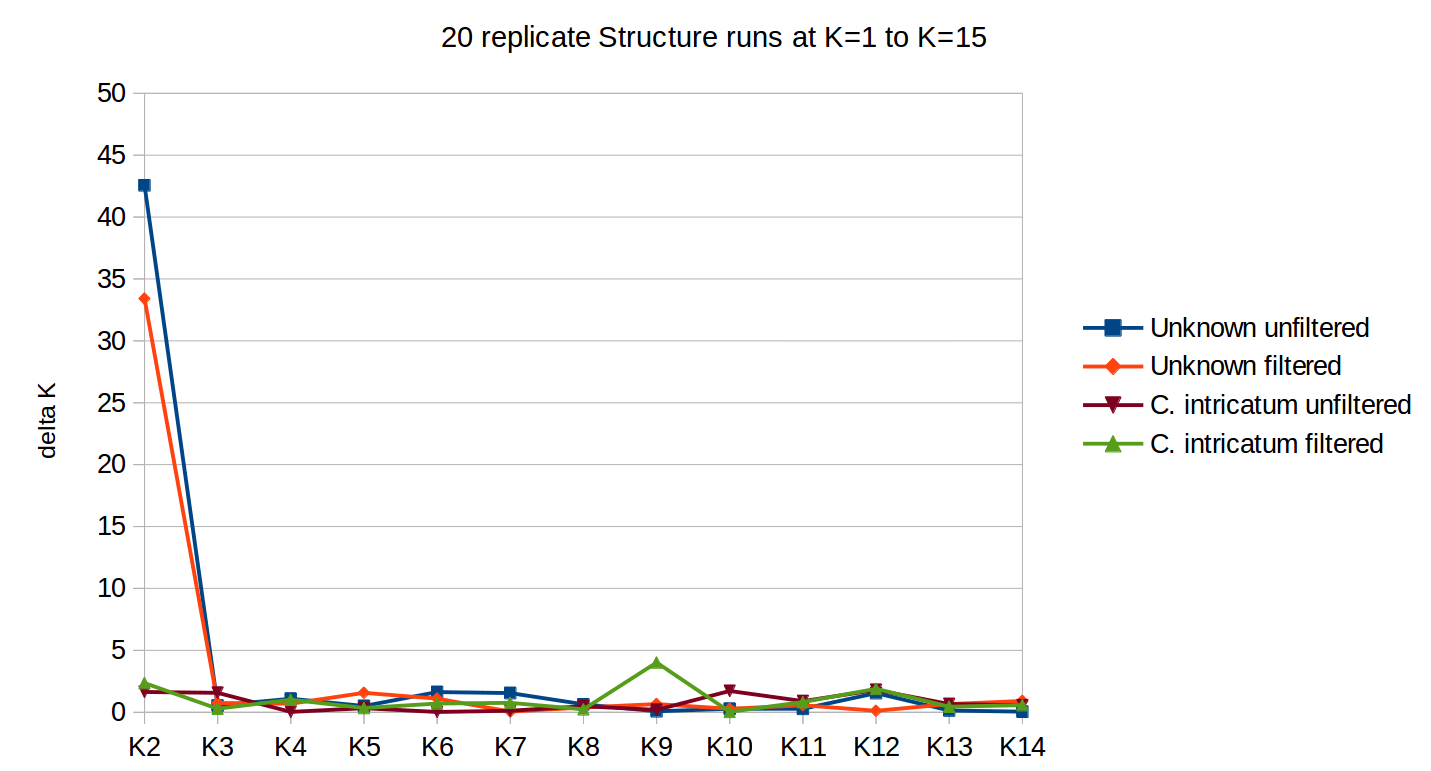 20 replicate Structure runs at K=1 to K=15
50
45
40
35
30
25
20
15
10
5
0
delta K
K2 K3 K4 K5 K6 K7 K8 K9 K10 K11 K12 K13 K14
Unknown unfiltered
Unknown filtered
C. intricatum unfiltered
C. intricatum filtered